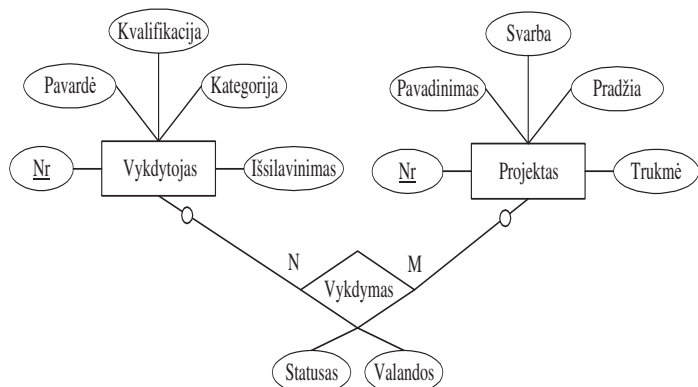 Kvalifikacija
Svarba
Pavardė
Kategorija
Pavadinimas
Pradžia
Nr
Vykdytojas
Išsilavinimas
Nr
Projektas
Trukmė
N
M
Vykdymas
Statusas
Valandos